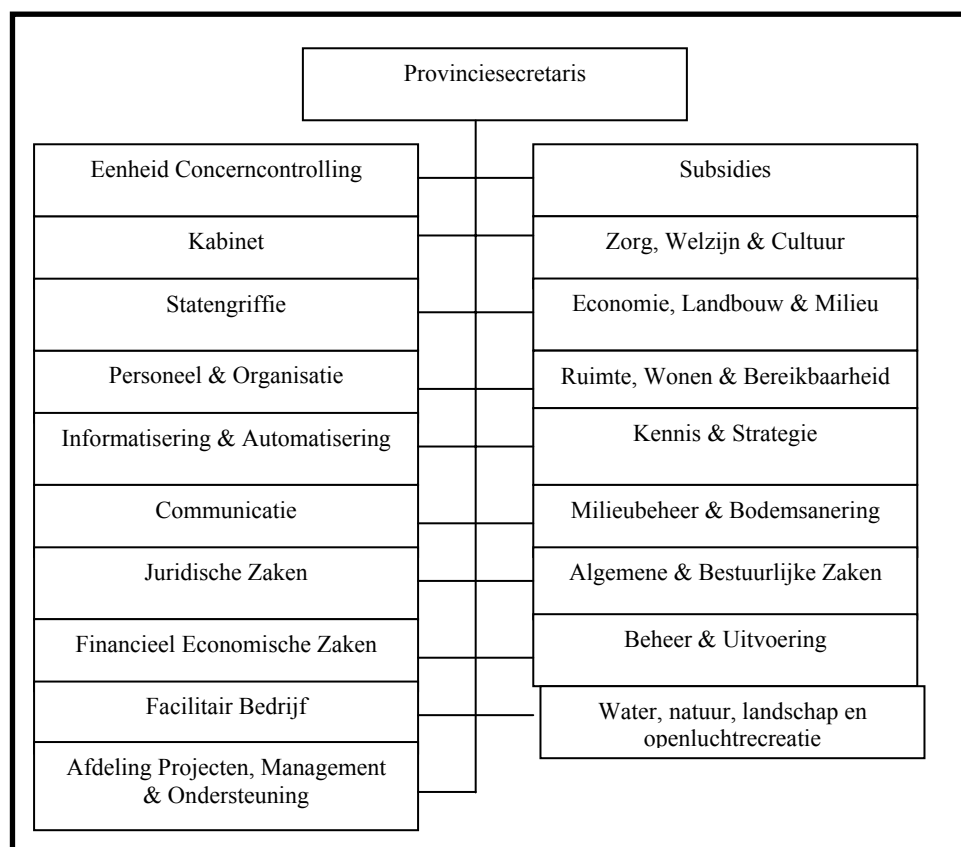 Provinciesecretaris
Eenheid Concerncontrolling
Kabinet
Statengriffie
Personeel & Organisatie
Informatisering & Automatisering
Communicatie
Juridische Zaken
Financieel Economische Zaken
Facilitair Bedrijf
Afdeling Projecten, Management
& Ondersteuning
Subsidies
Zorg, Welzijn & Cultuur
Economie, Landbouw & Milieu
Ruimte, Wonen & Bereikbaarheid
Kennis & Strategie
Milieubeheer & Bodemsanering
Algemene & Bestuurlijke Zaken
Beheer & Uitvoering
Water, natuur, landschap en
openluchtrecreatie